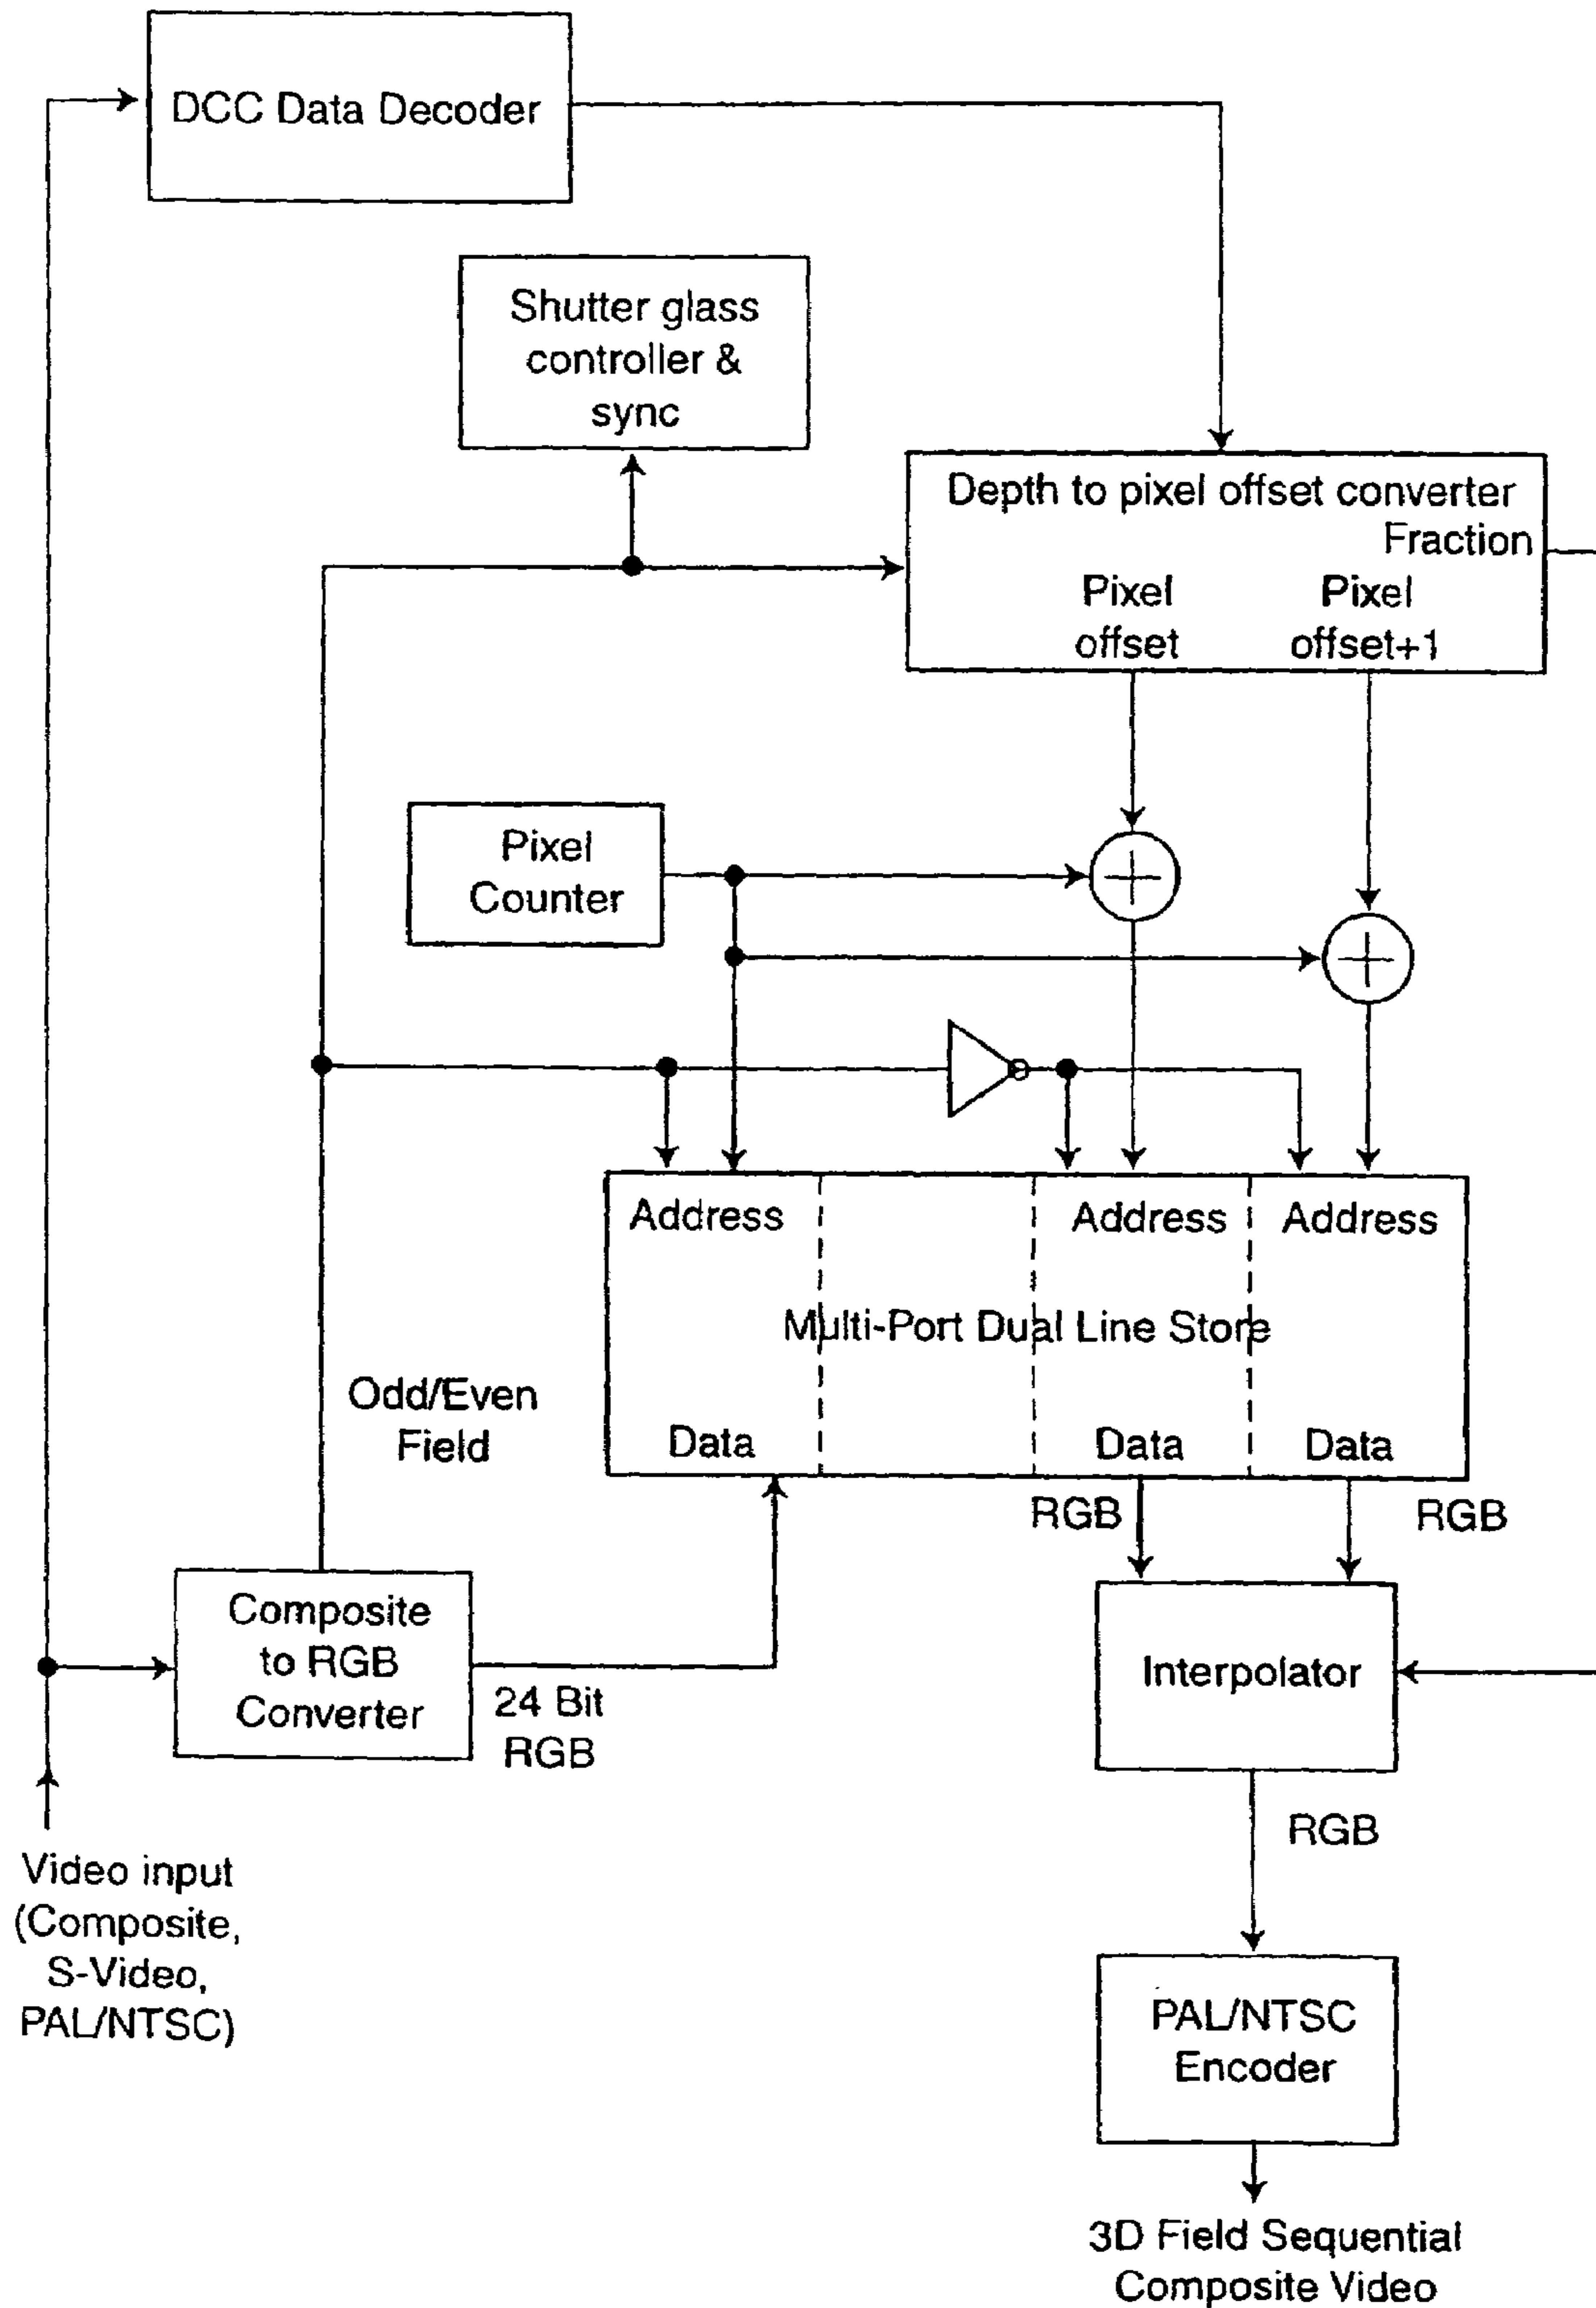 DCC Data Decoder
Shutter glass
controller &
sync
Depth to pixel offset converter
Fraction
Pixel
offset
Pixel
offset+1
Pixel
Counter
Address
Address
Address
Multi-Port Dual Line Store
Data
Data
Data
Odd/Even
Field
RGB
RGB
Composite
to RGB
Converter
24 Bit
RGB
Interpolator
RGB
Video input
(Composite,
S-Video,
PAL/NTSC)
PAL/NTSC
Encoder
3D Field Sequential
Composite Video